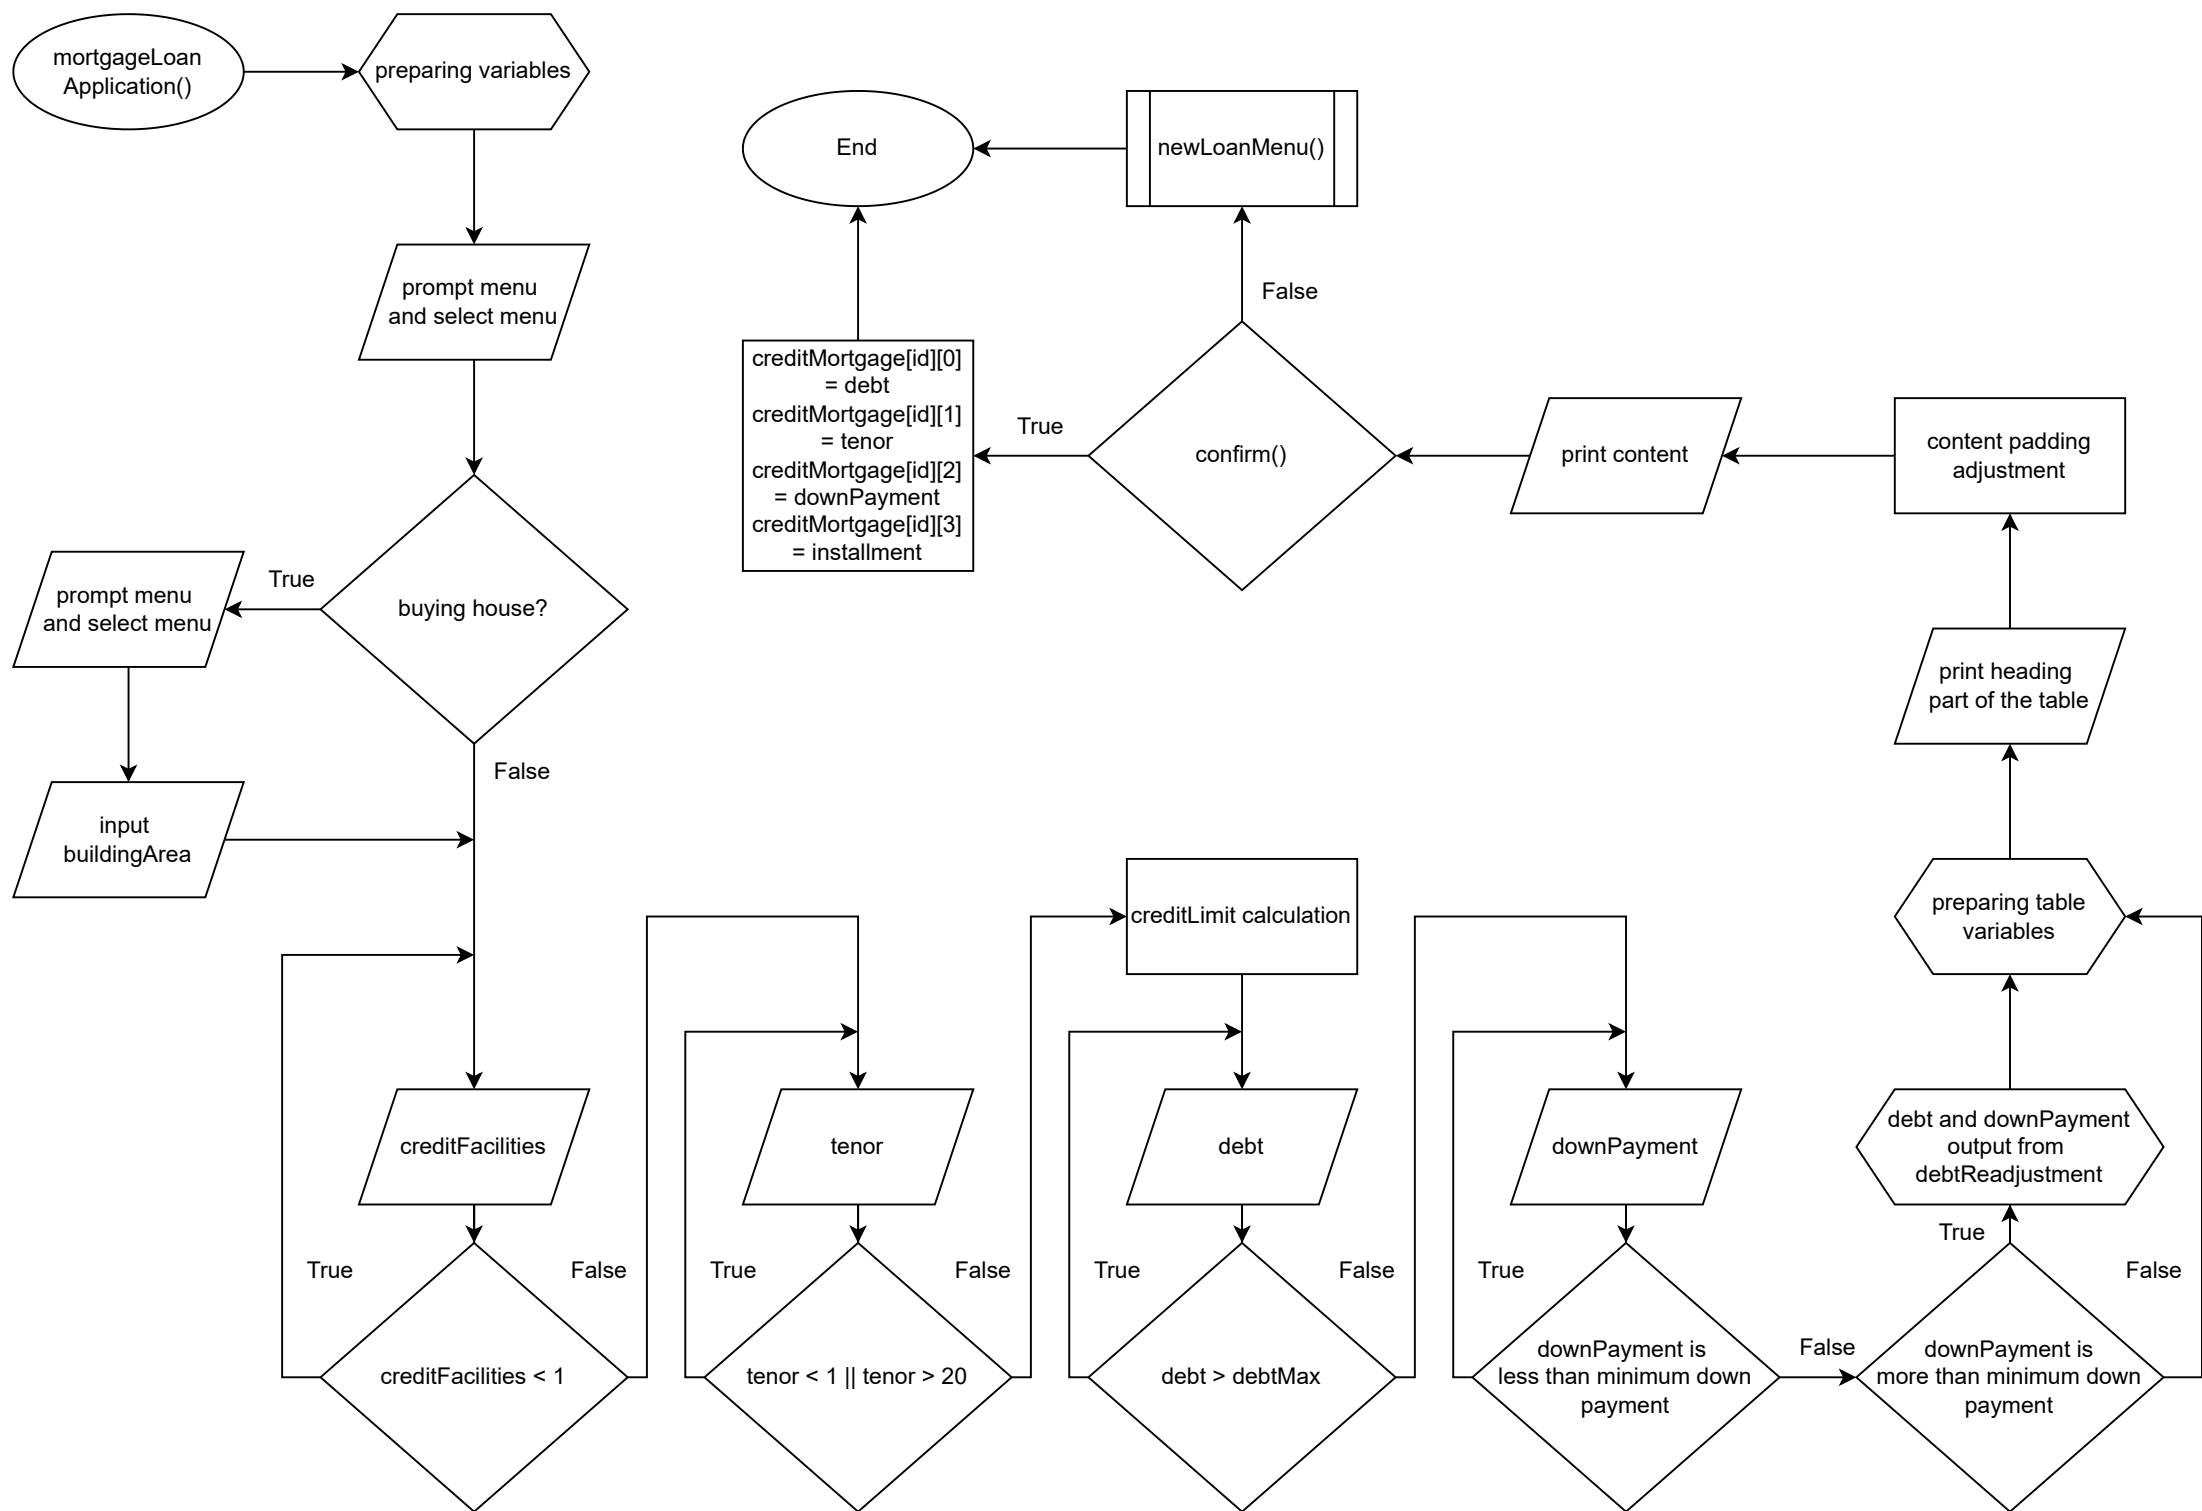 mortgageLoan
Application()
preparing variables
prompt menu
and select menu
buying house?
True
prompt menu
and select menu
input
buildingArea
False
creditFacilities
creditFacilities < 1
True
False
tenor
tenor < 1 || tenor > 20
True
False
creditLimit calculation
debt
debt > debtMax
True
False
downPayment
downPayment is
less than minimum down
payment
True
False
downPayment is
more than minimum down
payment
True
False
debt and downPayment
output from
debtReadjustment
preparing table
variables
print heading
part of the table
content padding
adjustment
print content
confirm()
True
False
creditMortgage[id][0]
= debt
creditMortgage[id][1]
= tenor
creditMortgage[id][2]
= downPayment
creditMortgage[id][3]
= installment
newLoanMenu()
End